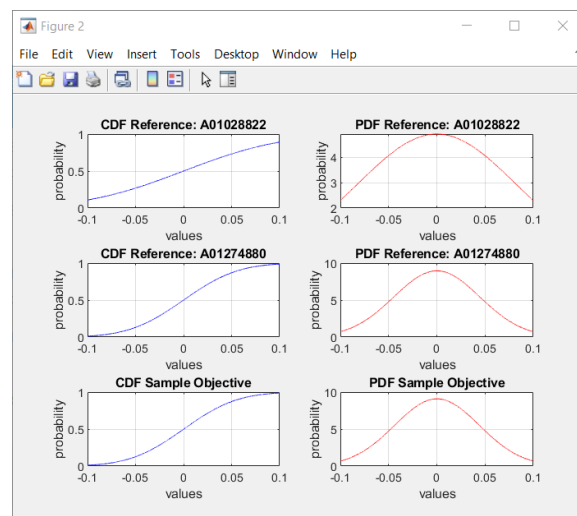 Figure 2
File Edit View Insert Tools Desktop Window Help
CDF Reference: A01028822
probability
1
0.5
0
-0.1 -0.05 0 0.05 0.1
values
PDF Reference: A01028822
probability
4
3
2
-0.1 -0.05 0 0.05 0.1
values
CDF Reference: A01274880
probability
1
0.5
0
-0.1 -0.05 0 0.05 0.1
values
PDF Reference: A01274880
probability
10
5
0
-0.1 -0.05 0 0.05 0.1
values
CDF Sample Objective
probability
1
0.5
0
-0.1 -0.05 0 0.05 0.1
values
PDF Sample Objective
probability
10
5
0
-0.1 -0.05 0 0.05 0.1
values